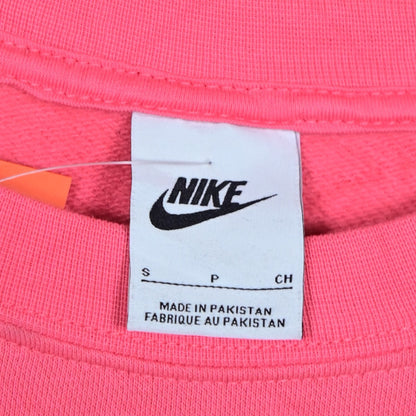 NIKE
S P CH
MADE IN PAKISTAN
FABRIQUE AU PAKISTAN